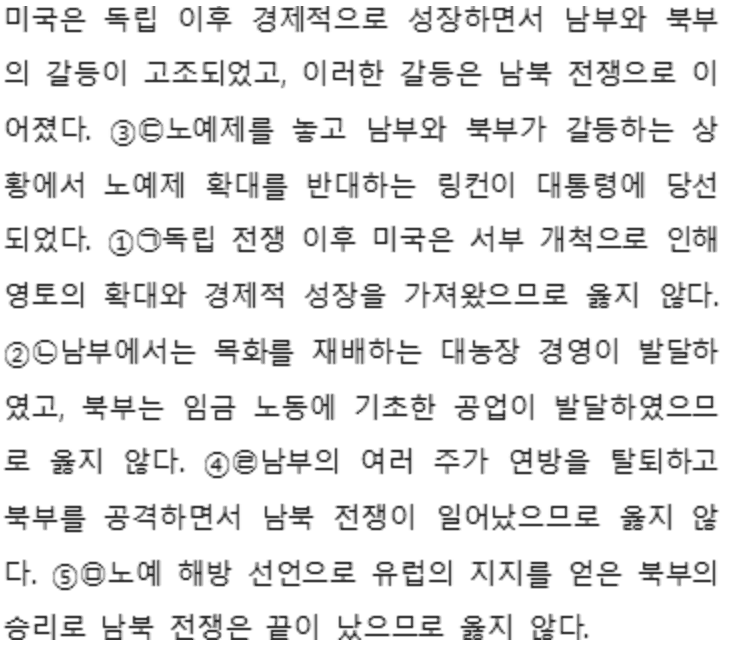 미국은 독립 이후 경제적으로 성장하면서 남부와 북부
의 갈등이 고조되었고, 이러한 갈등은 남북 전쟁으로 이
어졌다. ③㉢노예제를 놓고 남부와 북부가 갈등하는 상
황에서 노예제 확대를 반대하는 링컨이 대통령에 당선
되었다. ①㉠독립 전쟁 이후 미국은 서부 개척으로 인해
영토의 확대와 경제적 성장을 가져왔으므로 옳지 않다.
②㉡남부에서는 목화를 재배하는 대농장 경영이 발달하
였고, 북부는 임금 노동에 기초한 공업이 발달하였으므
로 옳지 않다. ④㉣남부의 여러 주가 연방을 탈퇴하고
북부를 공격하면서 남북 전쟁이 일어났으므로 옳지 않
다. ⑤㉤노예 해방 선언으로 유럽의 지지를 얻은 북부의
승리로 남북 전쟁은 끝이 났으므로 옳지 않다.